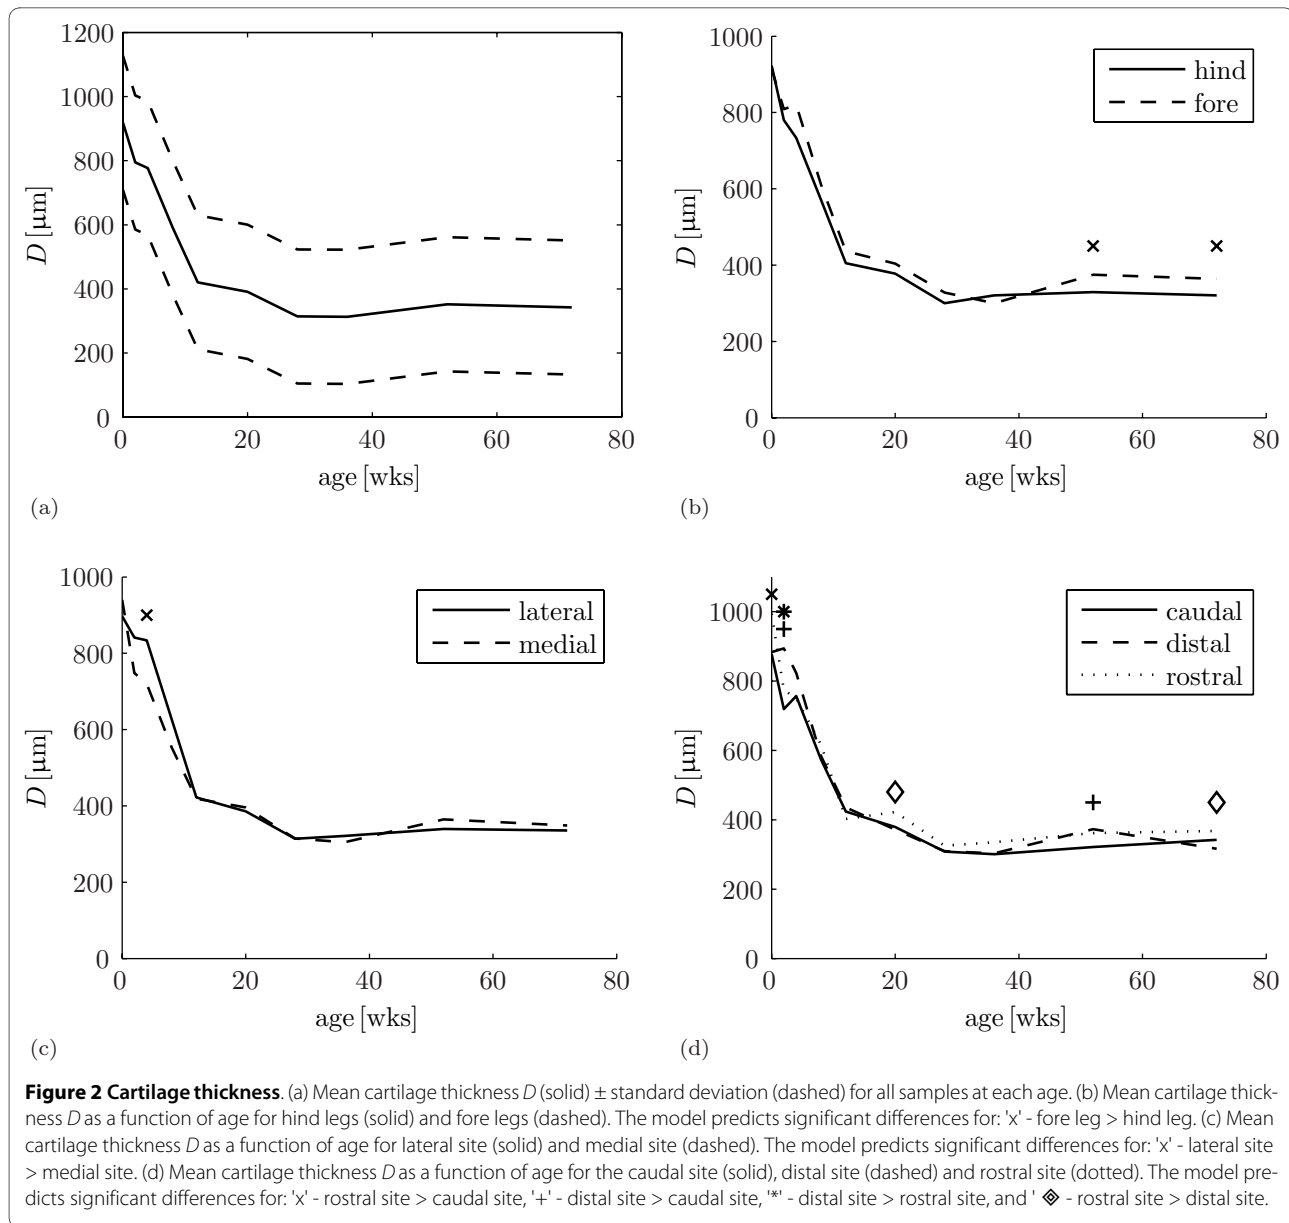 1200
1000
800
600
400
200
0
D [µm]
0 20 40 60 80
age [wks]
(a)
1000
800
600
400
200
0
D [µm]
hind
fore
0 20 40 60 80
age [wks]
(b)
1000
800
600
400
200
0
D [µm]
lateral
medial
0 20 40 60 80
age [wks]
(c)
1000
800
600
400
200
0
D [µm]
caudal
distal
rostral
0 20 40 60 80
age [wks]
(d)
Figure 2 Cartilage thickness. (a) Mean cartilage thickness D (solid) ± standard deviation (dashed) for all samples at each age. (b) Mean cartilage thick-
ness D as a function of age for hind legs (solid) and fore legs (dashed). The model predicts significant differences for: 'x' - fore leg > hind leg. (c) Mean
cartilage thickness D as a function of age for lateral site (solid) and medial site (dashed). The model predicts significant differences for: 'x' - lateral site
> medial site. (d) Mean cartilage thickness D as a function of age for the caudal site (solid), distal site (dashed) and rostral site (dotted). The model pre-
dicts significant differences for: 'x' - rostral site > caudal site, '+' - distal site > caudal site, '*' - distal site > rostral site, and ' ◈ - rostral site > distal site.